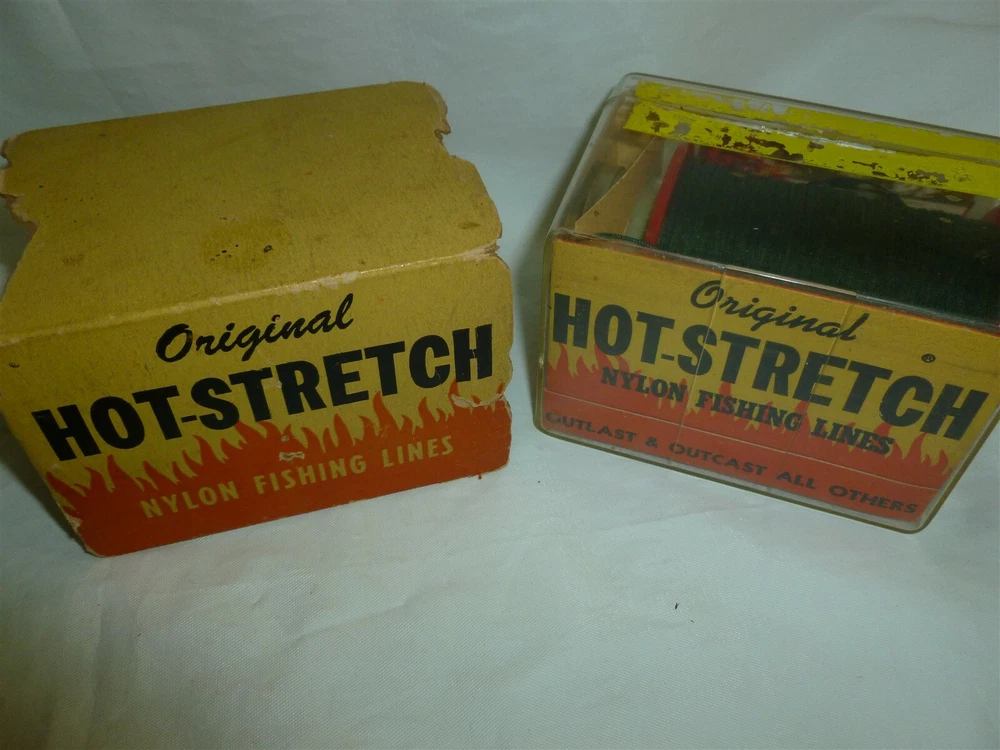 Original
HOT-STRETCH
NYLON FISHING LINES
Original
HOT-STRETCH®
NYLON FISHING LINES
OUTLAST & OUTCAST ALL OTHERS